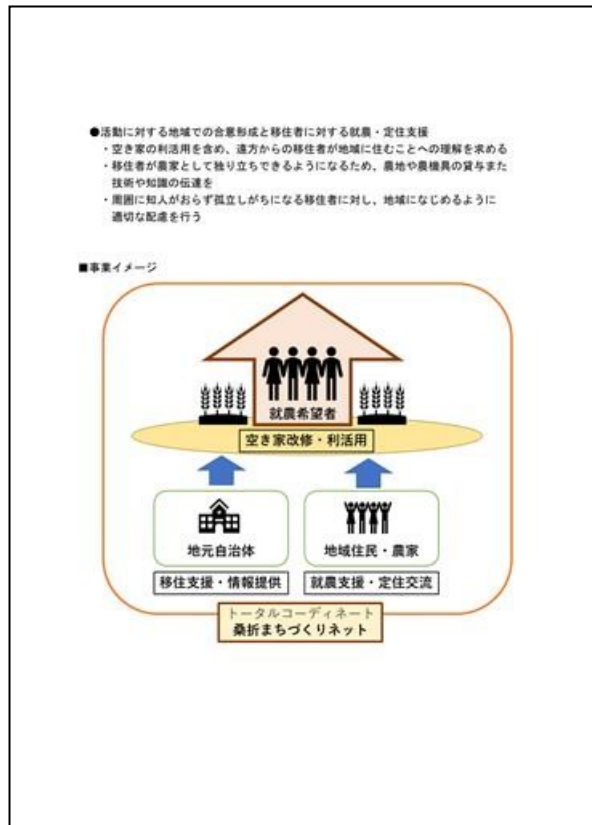 ●活動に対する地域での合意形成と移住者に対する就農・定住支援
・空き家の利活用を含め、遠方からの移住者が地域に住むことへの理解を求める
・移住者が農家として独り立ちできるようになるため、農地や農機具の貸与また
技術や知識の伝達を
・周囲に知人がおらず孤立しがちになる移住者に対し、地域になじめるように
適切な配慮を行う
■事業イメージ
就農希望者
空き家改修・利活用
地元自治体
地域住民・農家
移住支援・情報提供
就農支援・定住交流
トータルコーディネート
桑折まちづくりネット